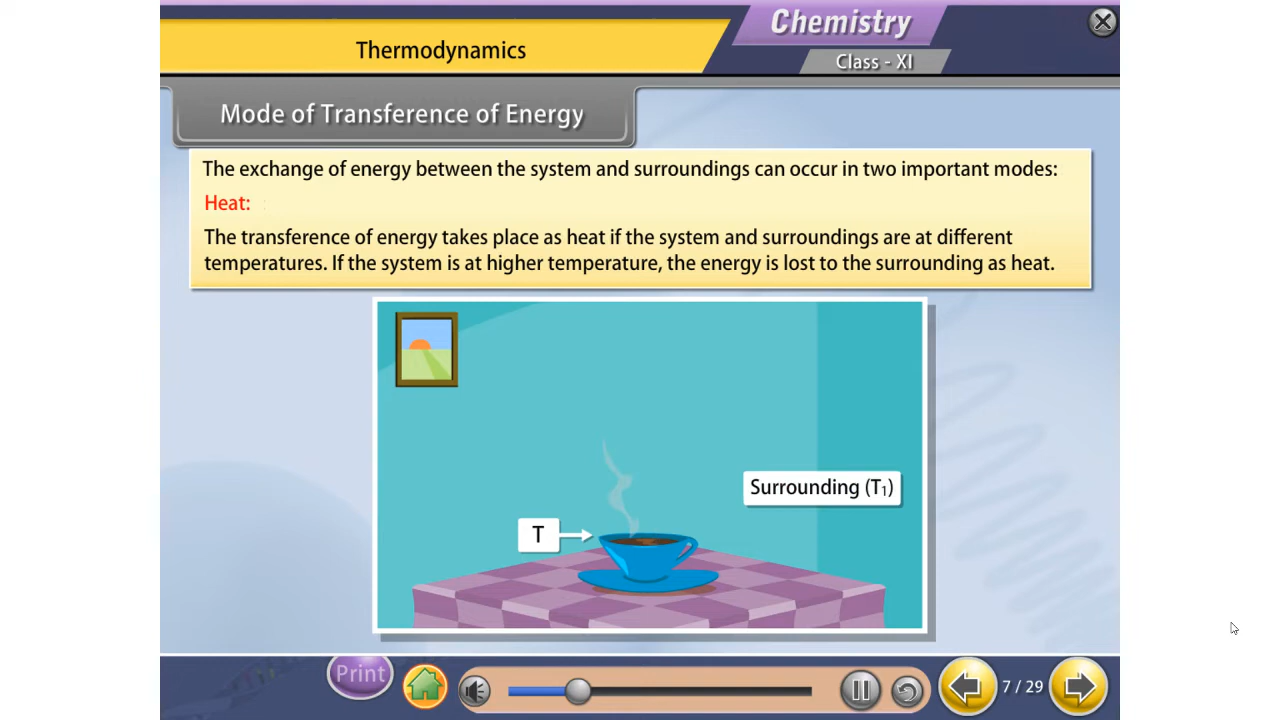 Chemistry
Thermodynamics
Class - XI
Mode of Transference of Energy
The exchange of energy between the system and surroundings can occur in two important modes:
Heat:
The transference of energy takes place as heat if the system and surroundings are at different
temperatures. If the system is at higher temperature, the energy is lost to the surrounding as heat.
Surrounding (T₁)
T
Print
7 / 29